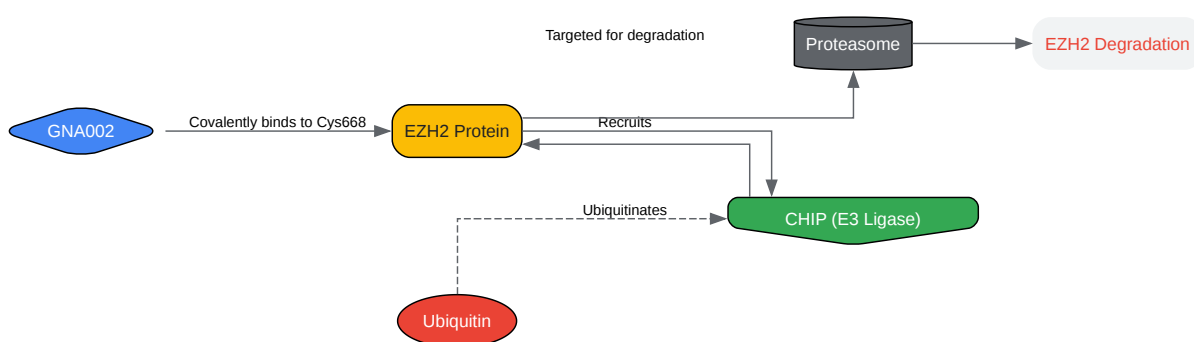 Targeted for degradation
Proteasome
EZH2 Degradation
GNA002
Covalently binds to Cys668
EZH2 Protein
Recruits
Ubiquitinates
CHIP (E3 Ligase)
Ubiquitin